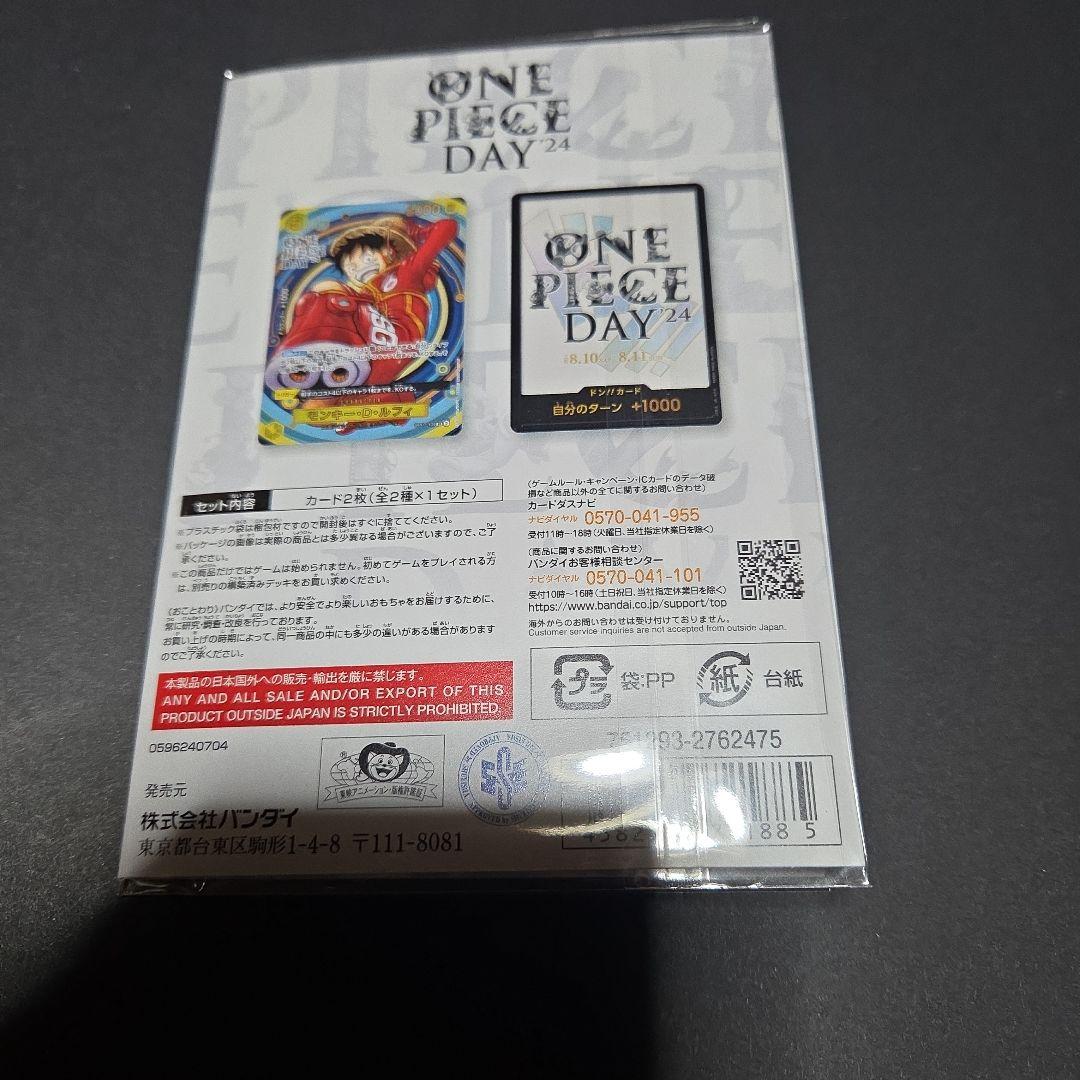 ONE
PIECE
DAY '24
ONE
PIECE
DAY
モンキー・D・ルフィ
ONE
PIECE
DAY '24
8.10 8.11
ドン!!カード
自分のターン +1000
セット内容 カード2枚(全2種×1セット)
※プラスチック袋は梱包材ですので開封後はすぐに捨ててください。
※パッケージの画像は実際の商品とは多少異なる場合がございますので、ご了
承ください。
※この商品だけではゲームは始められません。初めてゲームをプレイされる方
は、別売りの構築済みデッキをお買い求めください。
《おことわり》バンダイでは、より安全でより楽しいおもちゃをお届けするために、
常に研究・調査・改良を行っております。
お買い上げの時期によって、同一商品の中にも多少の違いがある場合があります
のでご了承ください。
本製品の日本国外への販売・輸出を厳に禁じます。
ANY AND ALL SALE AND/OR EXPORT OF THIS
PRODUCT OUTSIDE JAPAN IS STRICTLY PROHIBITED.
0596240704
東映アニメーション・版権許諾証
発売元
株式会社バンダイ
東京都台東区駒形1-4-8 〒111-8081
(ゲームルール・キャンペーン・ICカードのデータ破
損など商品以外の全てに関するお問い合わせ)
カードダスナビ
ナビダイヤル 0570-041-955
受付11時～18時(火曜日、当社指定休業日を除く)
(商品に関するお問い合わせ)
バンダイお客様相談センター
ナビダイヤル 0570-041-101
受付10時～16時(土日祝日、当社指定休業日を除く)
https://www.bandai.co.jp/support/top
海外からのお問い合わせは受け付けておりません。
Customer service inquiries are not accepted from outside Japan.
プラ 袋:PP 紙 台紙
-2762475